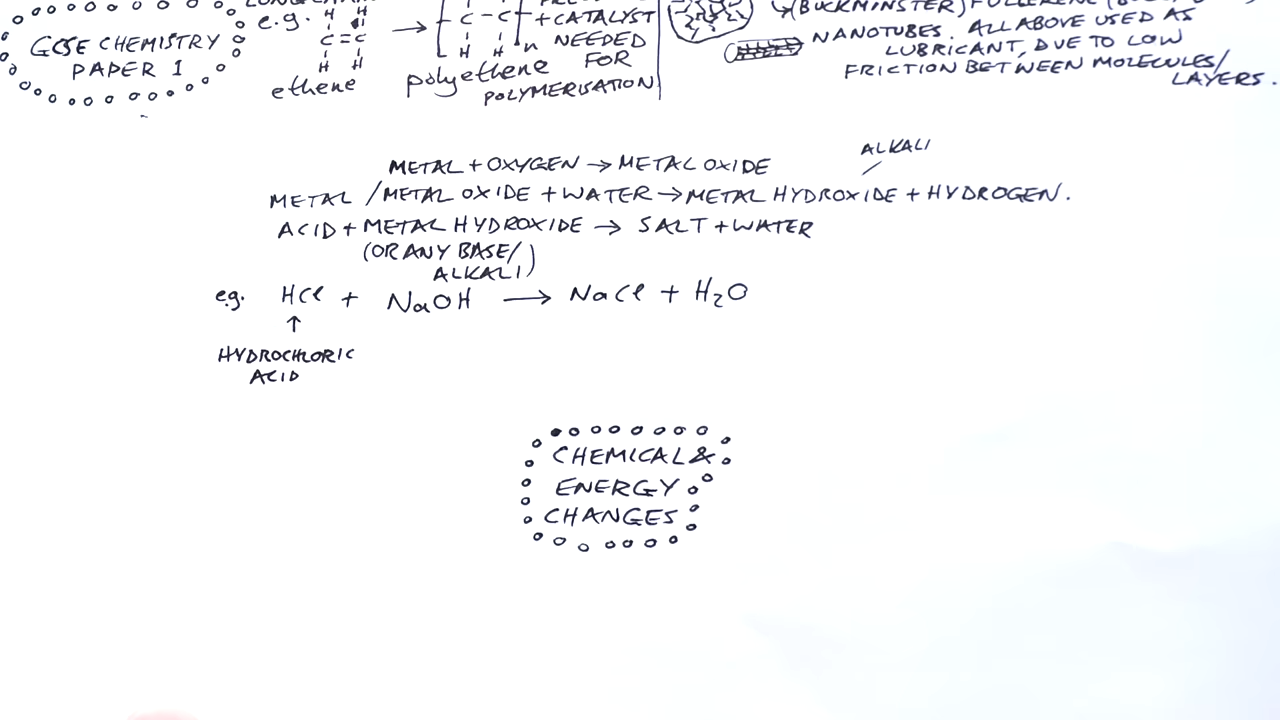 GCSE CHEMISTRY
PAPER 1
e.g.
H H
C=C
H H
ethene
C-C
H H n
polyethene
+CATALYST
NEEDED
FOR
POLYMERISATION
(BUCKMINSTER)
NANOTUBES. ALL ABOVE USED AS
LUBRICANT, DUE TO LOW
FRICTION BETWEEN MOLECULES/
LAYERS.
METAL + OXYGEN → METAL OXIDE
ALKALI
METAL / METAL OXIDE + WATER → METAL HYDROXIDE + HYDROGEN.
ACID + METAL HYDROXIDE → SALT + WATER
(OR ANY BASE/
ALKALI)
e.g. HCl + NaOH → NaCl + H₂O
↑
HYDROCHLORIC
ACID
CHEMICAL &
ENERGY
CHANGES